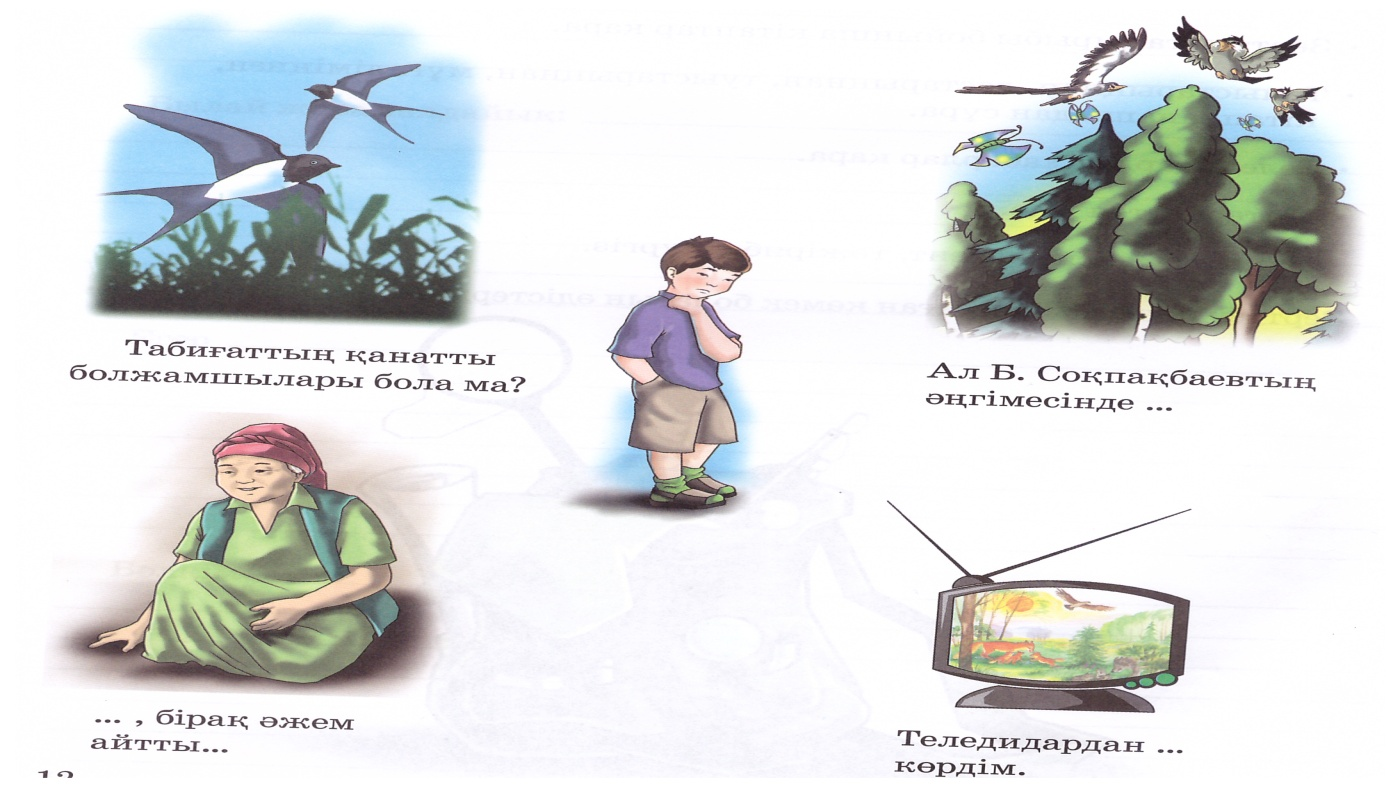 Табиғаттың қанатты
болжамшылары бола ма?
Ал Б. Соқпақбаевтың
әңгімесінде ...
... , бірақ әжем
айтты...
Теледидардан ...
көрдім.